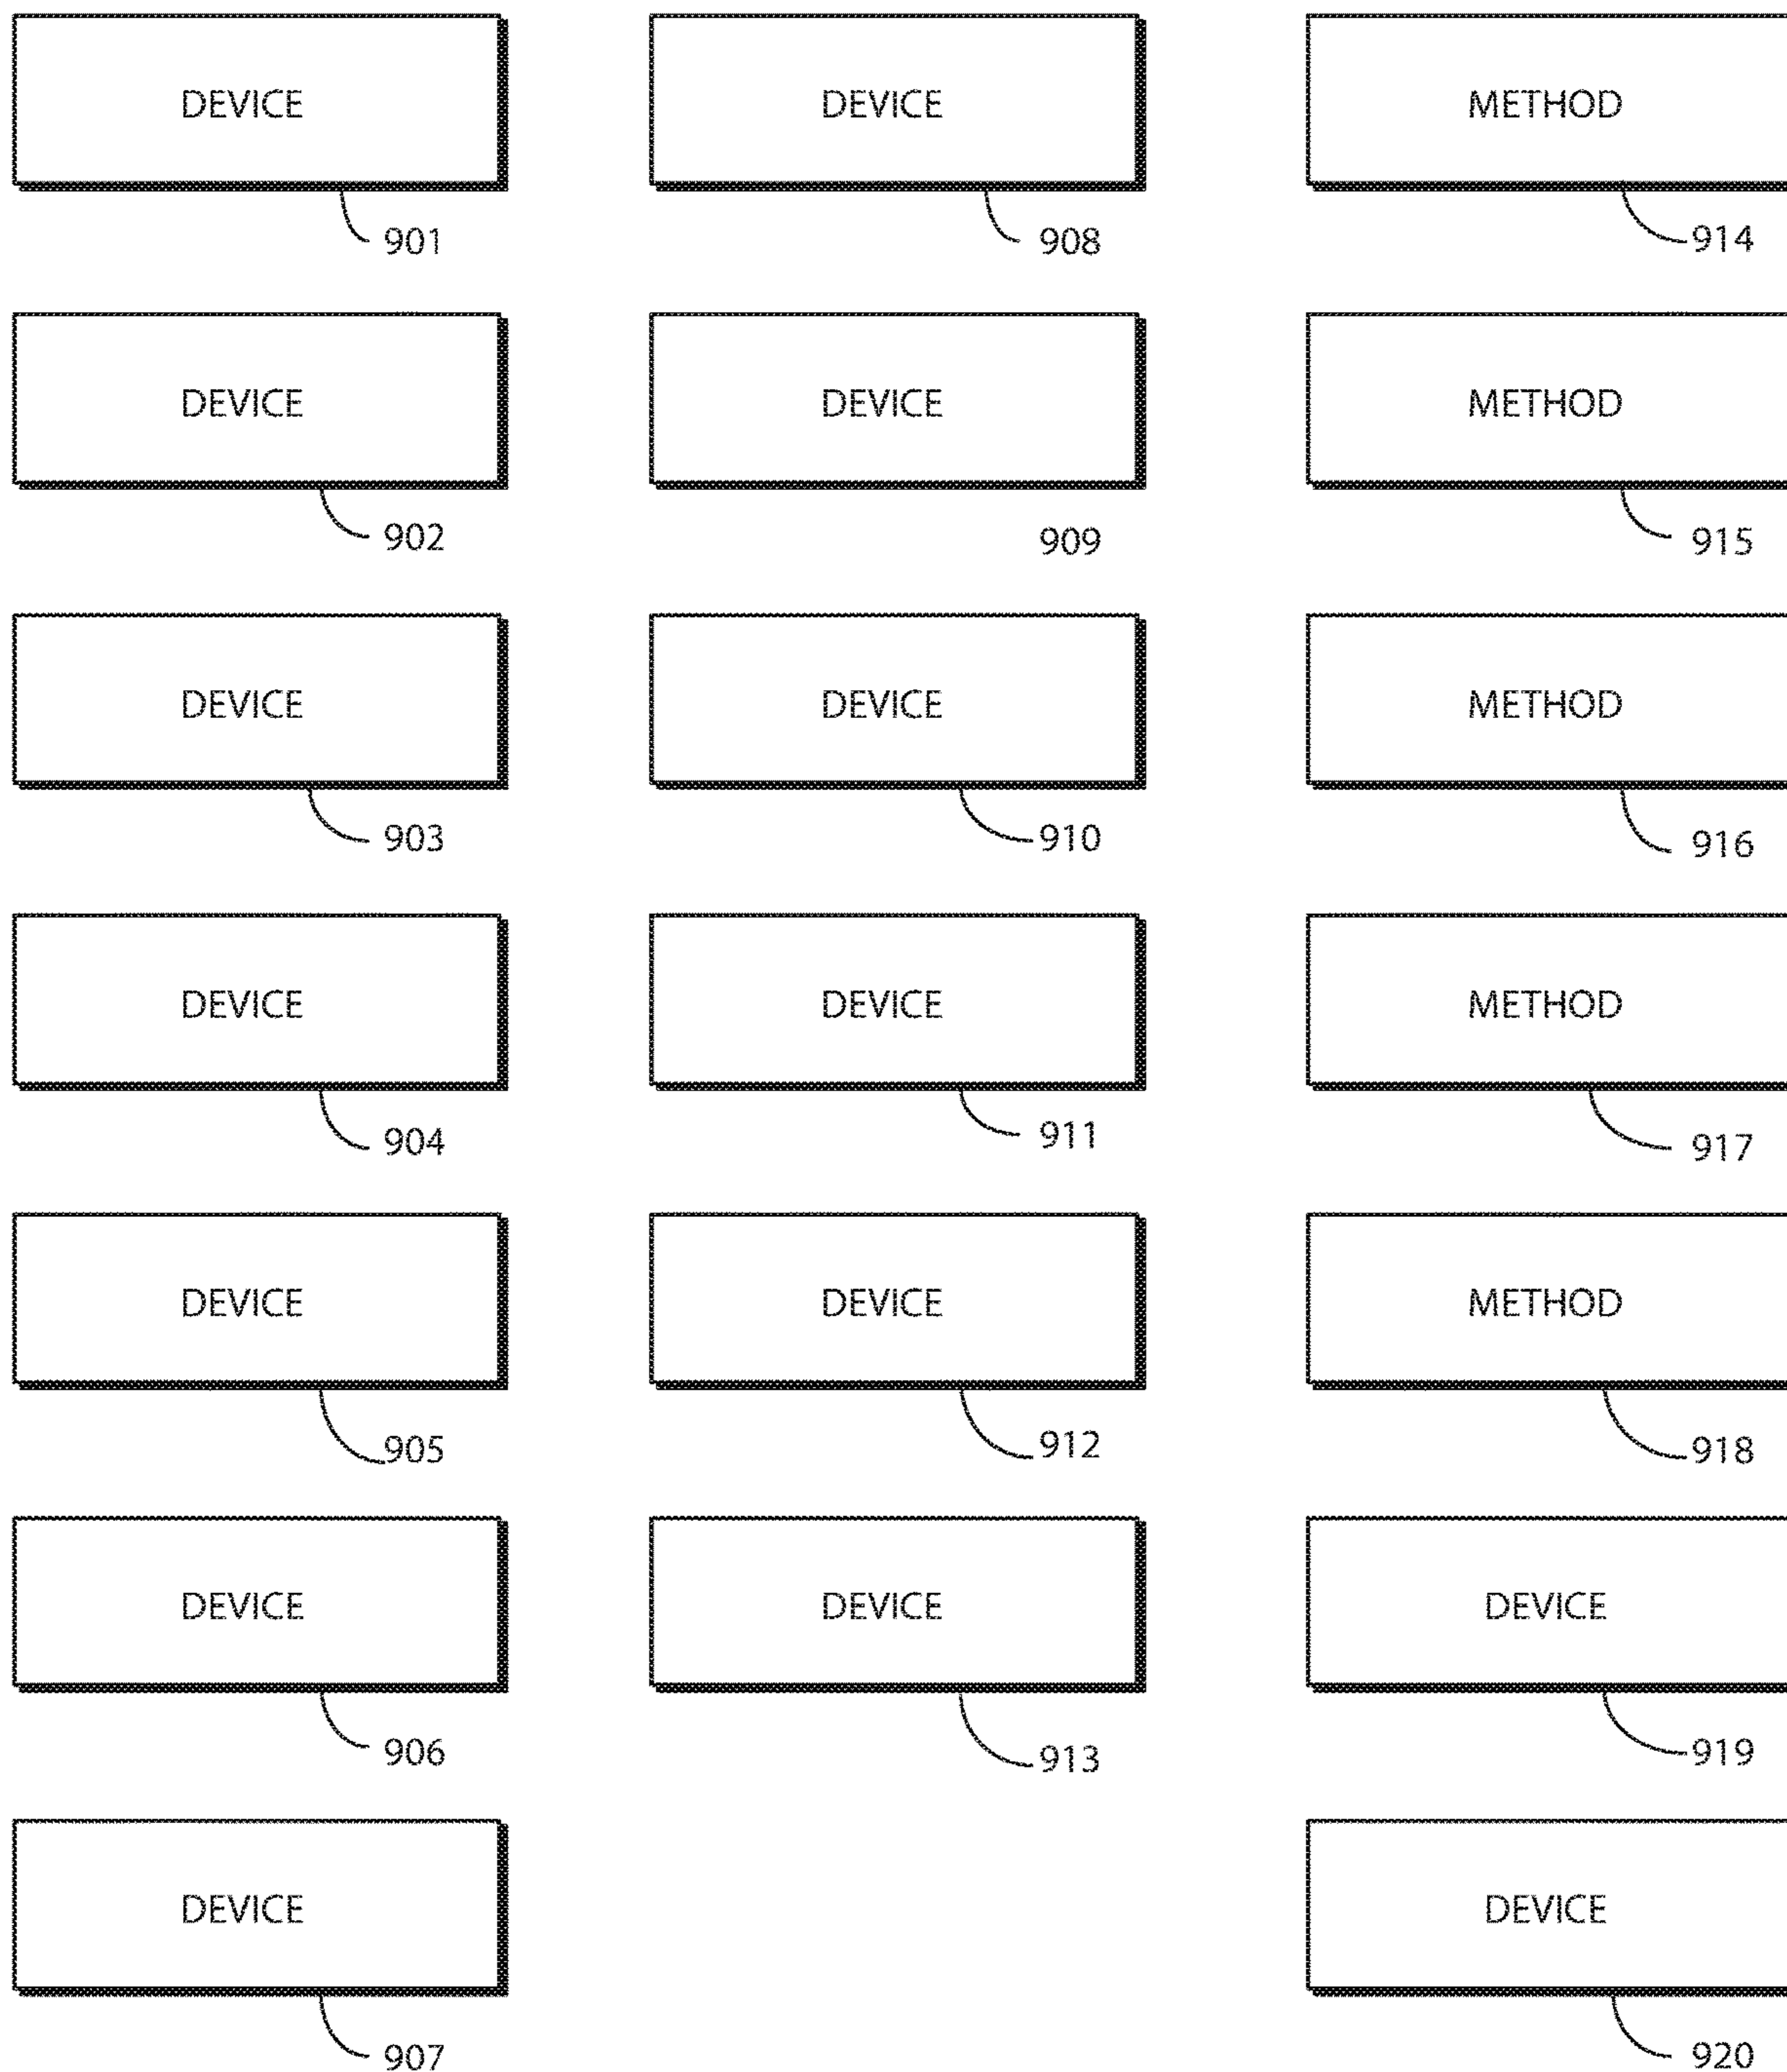 DEVICE DEVICE METHOD
901 908 914
DEVICE DEVICE METHOD
902 909 915
DEVICE DEVICE METHOD
903 910 916
DEVICE DEVICE METHOD
904 911 917
DEVICE DEVICE METHOD
905 912 918
DEVICE DEVICE DEVICE
906 913 919
DEVICE DEVICE
907 920